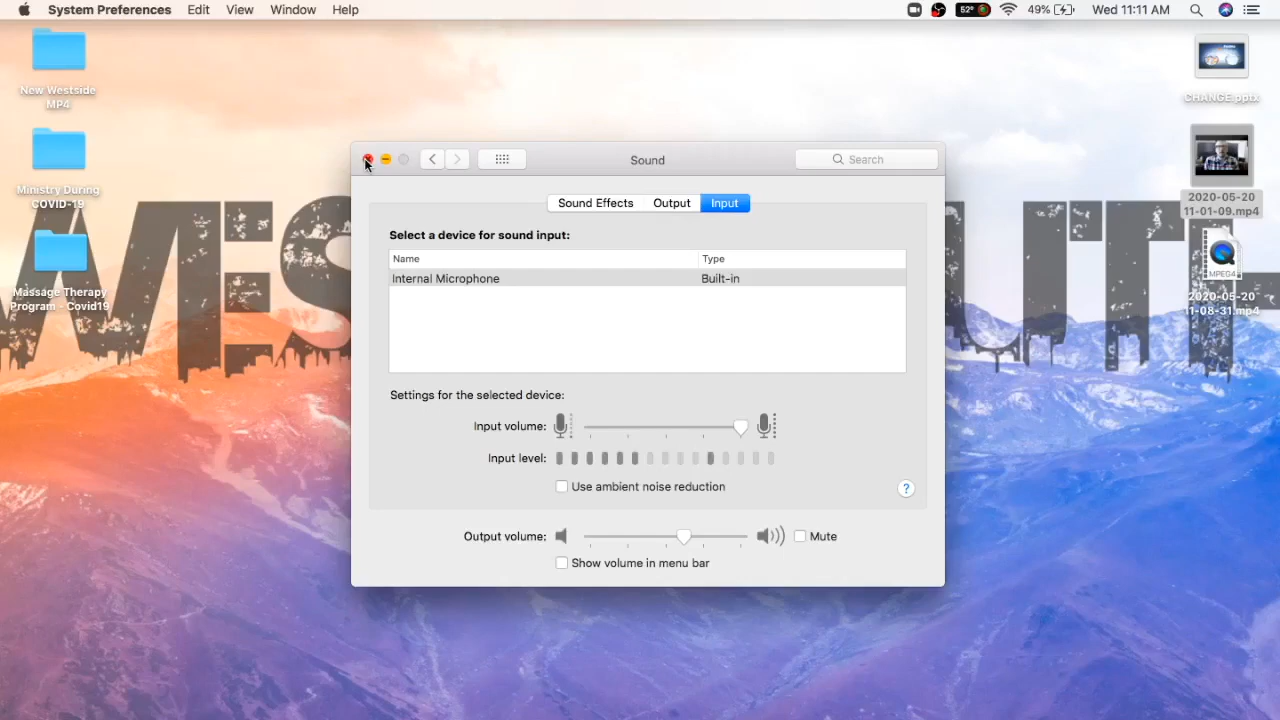 System Preferences Edit View Window Help
52° 49% Wed 11:11 AM
New Westside
MP4
Ministry During
COVID-19
Massage Therapy
Program - Covid19
CHANGE.pptx
2020-05-20
11-01-09.mp4
MPEG4
2020-05-20
11-08-31.mp4
Sound
Search
Sound Effects Output Input
Select a device for sound input:
Name Type
Internal Microphone Built-in
Settings for the selected device:
Input volume:
Input level:
Use ambient noise reduction
?
Output volume: Mute
Show volume in menu bar